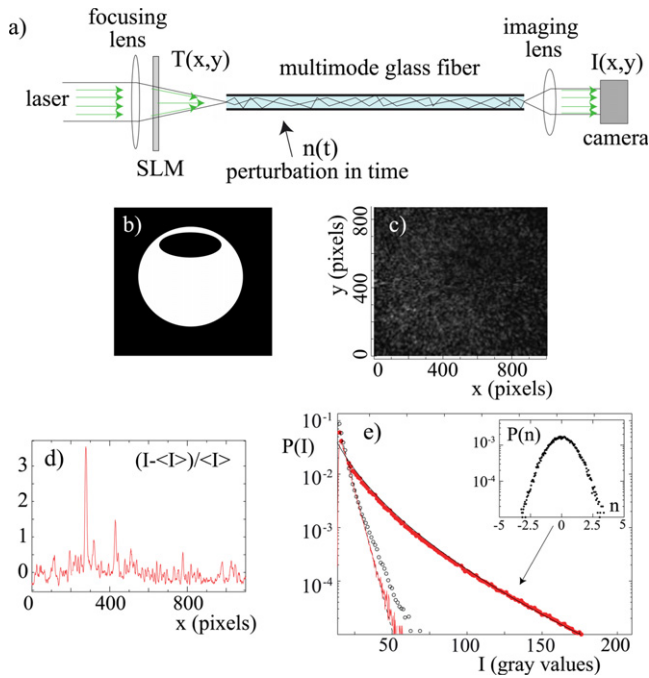 a)
focusing
lens
T(x,y)
multimode glass fiber
imaging
lens
I(x,y)
laser
SLM
n(t)
perturbation in time
camera
b)
c)
y (pixels)
800
400
0
0 400 800
x (pixels)
d)
(I-<I>)/<I>
3
2
1
0
0 400 800
x (pixels)
e)
P(I)
10-1
10-2
10-3
10-4
50 100 150 200
I (gray values)
P(n)
10-3
10-4
n
-5 -2.5 0 2.5 5